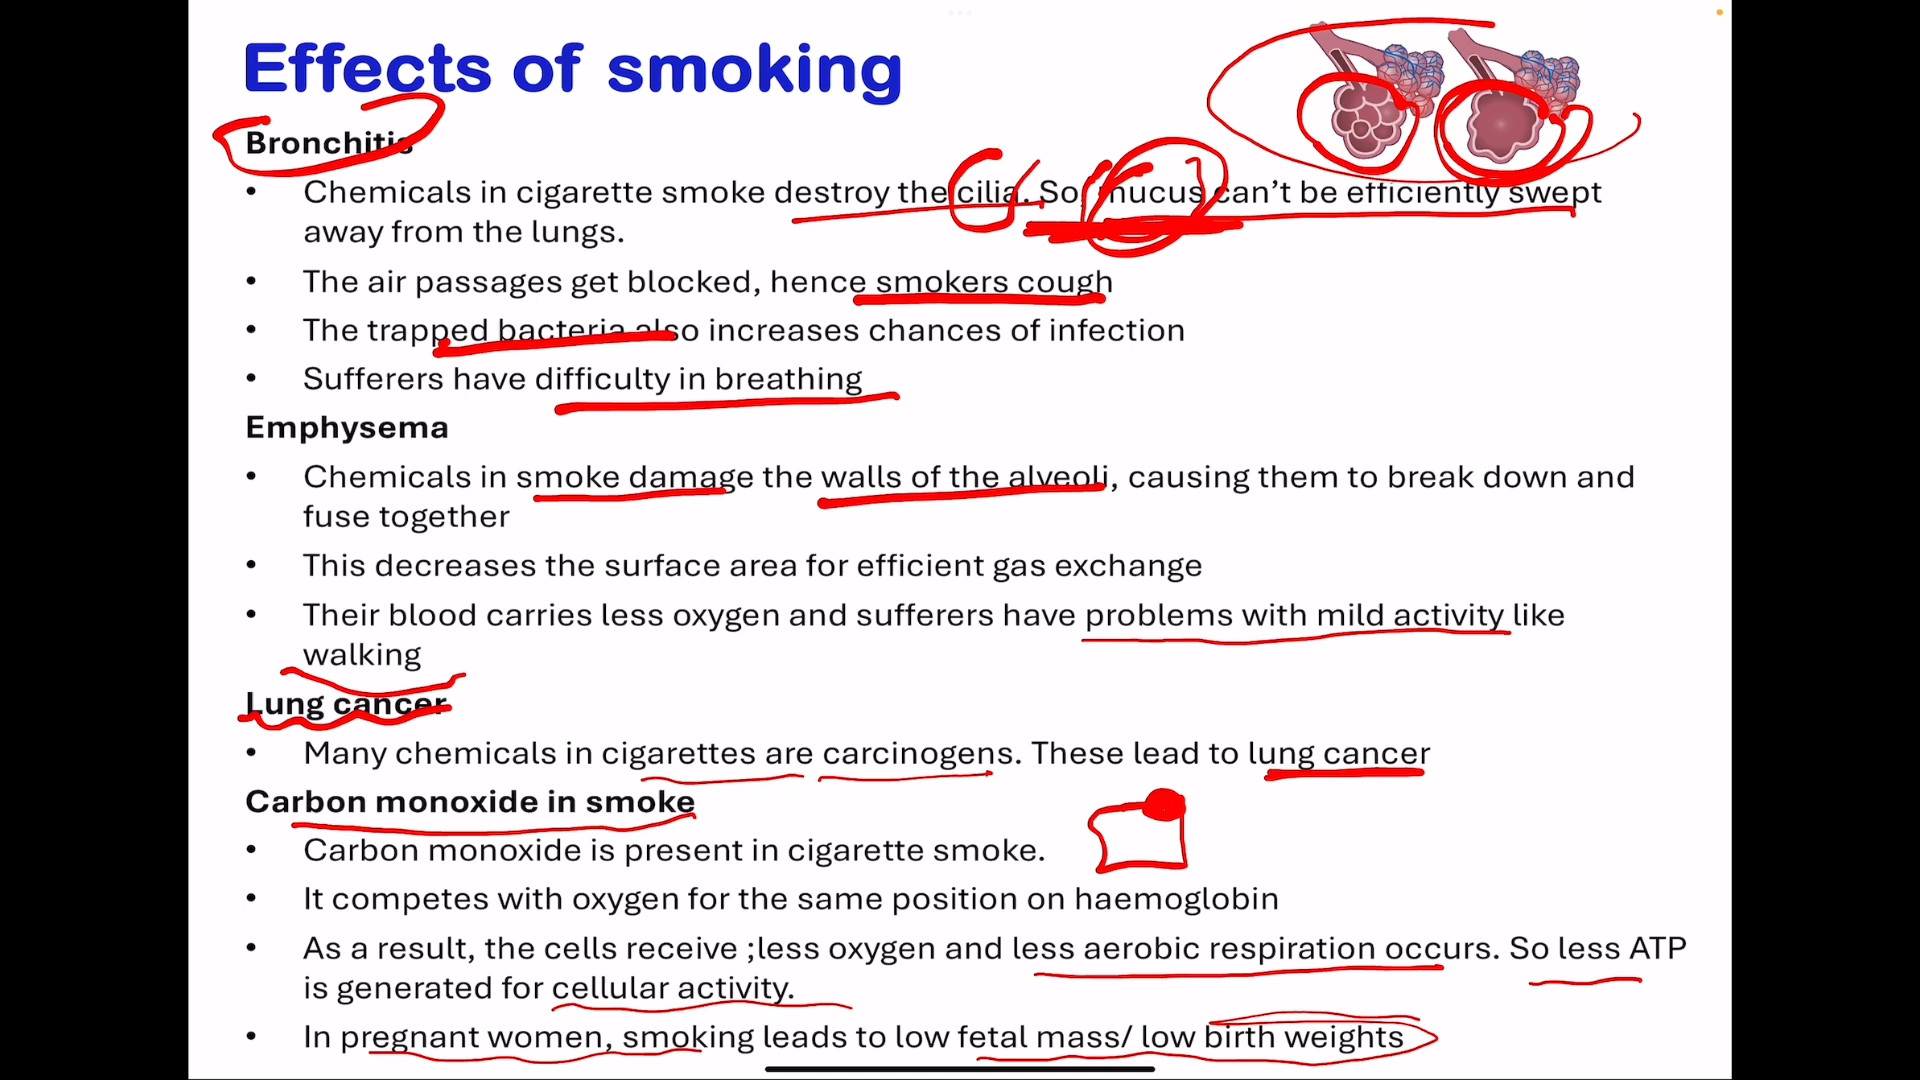 Effects of smoking
Bronchitis
• Chemicals in cigarette smoke destroy the cilia. So, mucus can't be efficiently swept
away from the lungs.
• The air passages get blocked, hence smokers cough
• The trapped bacteria also increases chances of infection
• Sufferers have difficulty in breathing
Emphysema
• Chemicals in smoke damage the walls of the alveoli, causing them to break down and
fuse together
• This decreases the surface area for efficient gas exchange
• Their blood carries less oxygen and sufferers have problems with mild activity like
walking
Lung cancer
• Many chemicals in cigarettes are carcinogens. These lead to lung cancer
Carbon monoxide in smoke
• Carbon monoxide is present in cigarette smoke.
• It competes with oxygen for the same position on haemoglobin
• As a result, the cells receive ;less oxygen and less aerobic respiration occurs. So less ATP
is generated for cellular activity.
• In pregnant women, smoking leads to low fetal mass/ low birth weights